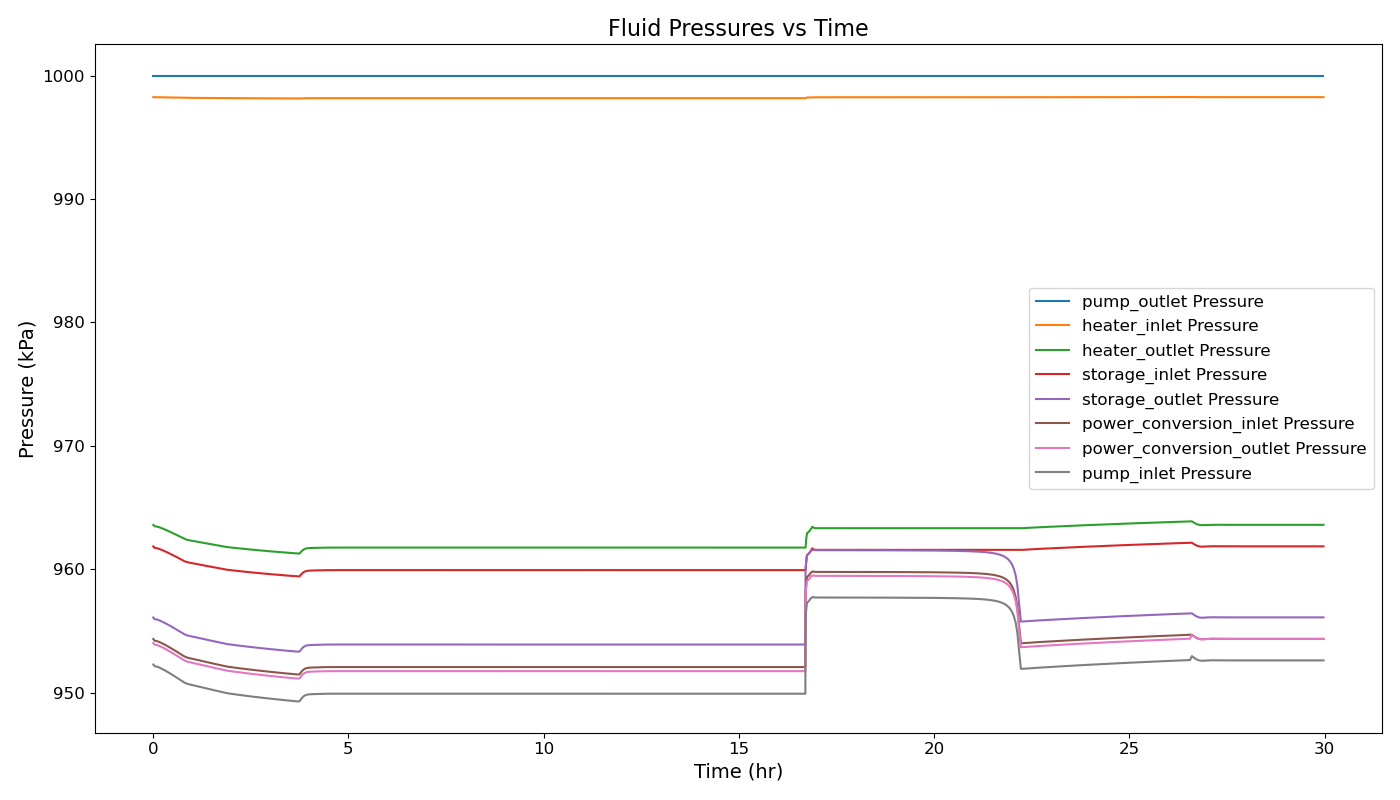 Fluid Pressures vs Time
Pressure (kPa)
1000
990
980
970
960
950
pump_outlet Pressure
heater_inlet Pressure
heater_outlet Pressure
storage_inlet Pressure
storage_outlet Pressure
power_conversion_inlet Pressure
power_conversion_outlet Pressure
pump_inlet Pressure
0 5 10 15 20 25 30
Time (hr)